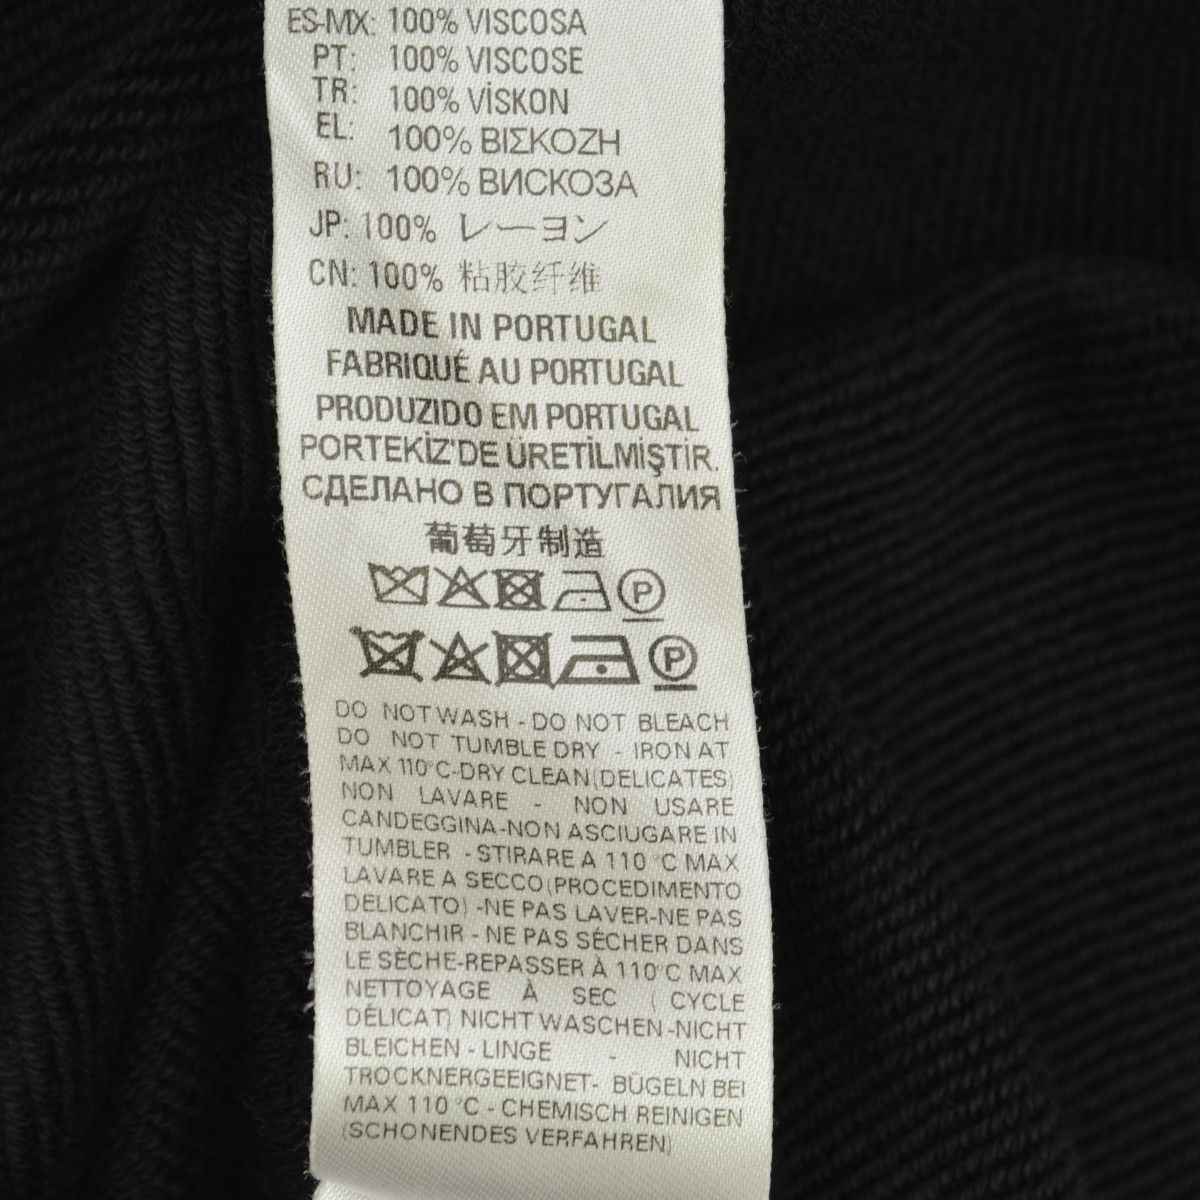 ES-MX: 100% VISCOSA
PT: 100% VISCOSE
TR: 100% VİSKON
EL: 100% ΒΙΣΚΟΖΗ
RU: 100% ВИСКОЗА
JP: 100% レーヨン
CN: 100% 粘胶纤维
MADE IN PORTUGAL
FABRIQUÉ AU PORTUGAL
PRODUZIDO EM PORTUGAL
PORTEKİZ'DE ÜRETİLMİŞTİR.
СДЕЛАНО В ПОРТУГАЛИЯ
葡萄牙制造
P
P
DO NOT WASH - DO NOT BLEACH
DO NOT TUMBLE DRY - IRON AT
MAX 110°C-DRY CLEAN(DELICATES)
NON LAVARE - NON USARE
CANDEGGINA-NON ASCIUGARE IN
TUMBLER - STIRARE A 110 °C MAX
LAVARE A SECCO(PROCEDIMENTO
DELICATO) -NE PAS LAVER-NE PAS
BLANCHIR - NE PAS SÉCHER DANS
LE SÈCHE-REPASSER À 110°C MAX
NETTOYAGE À SEC ( CYCLE
DÉLICAT) NICHT WASCHEN -NICHT
BLEICHEN - LINGE - NICHT
TROCKNERGEEIGNET- BÜGELN BEI
MAX 110 °C - CHEMISCH REINIGEN
(SCHONENDES VERFAHREN)